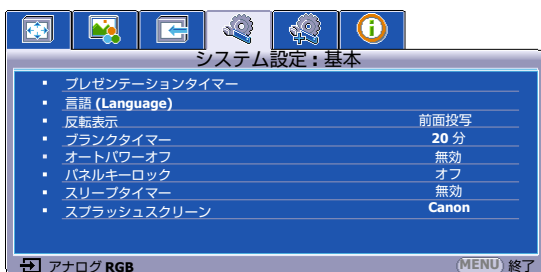 システム設定 : 基本
▪ プレゼンテーションタイマー
▪ 言語 (Language)
▪ 反転表示 前面投写
▪ ブランクタイマー 20 分
▪ オートパワーオフ 無効
▪ パネルキーロック オフ
▪ スリープタイマー 無効
▪ スプラッシュスクリーン Canon
アナログ RGB MENU 終了